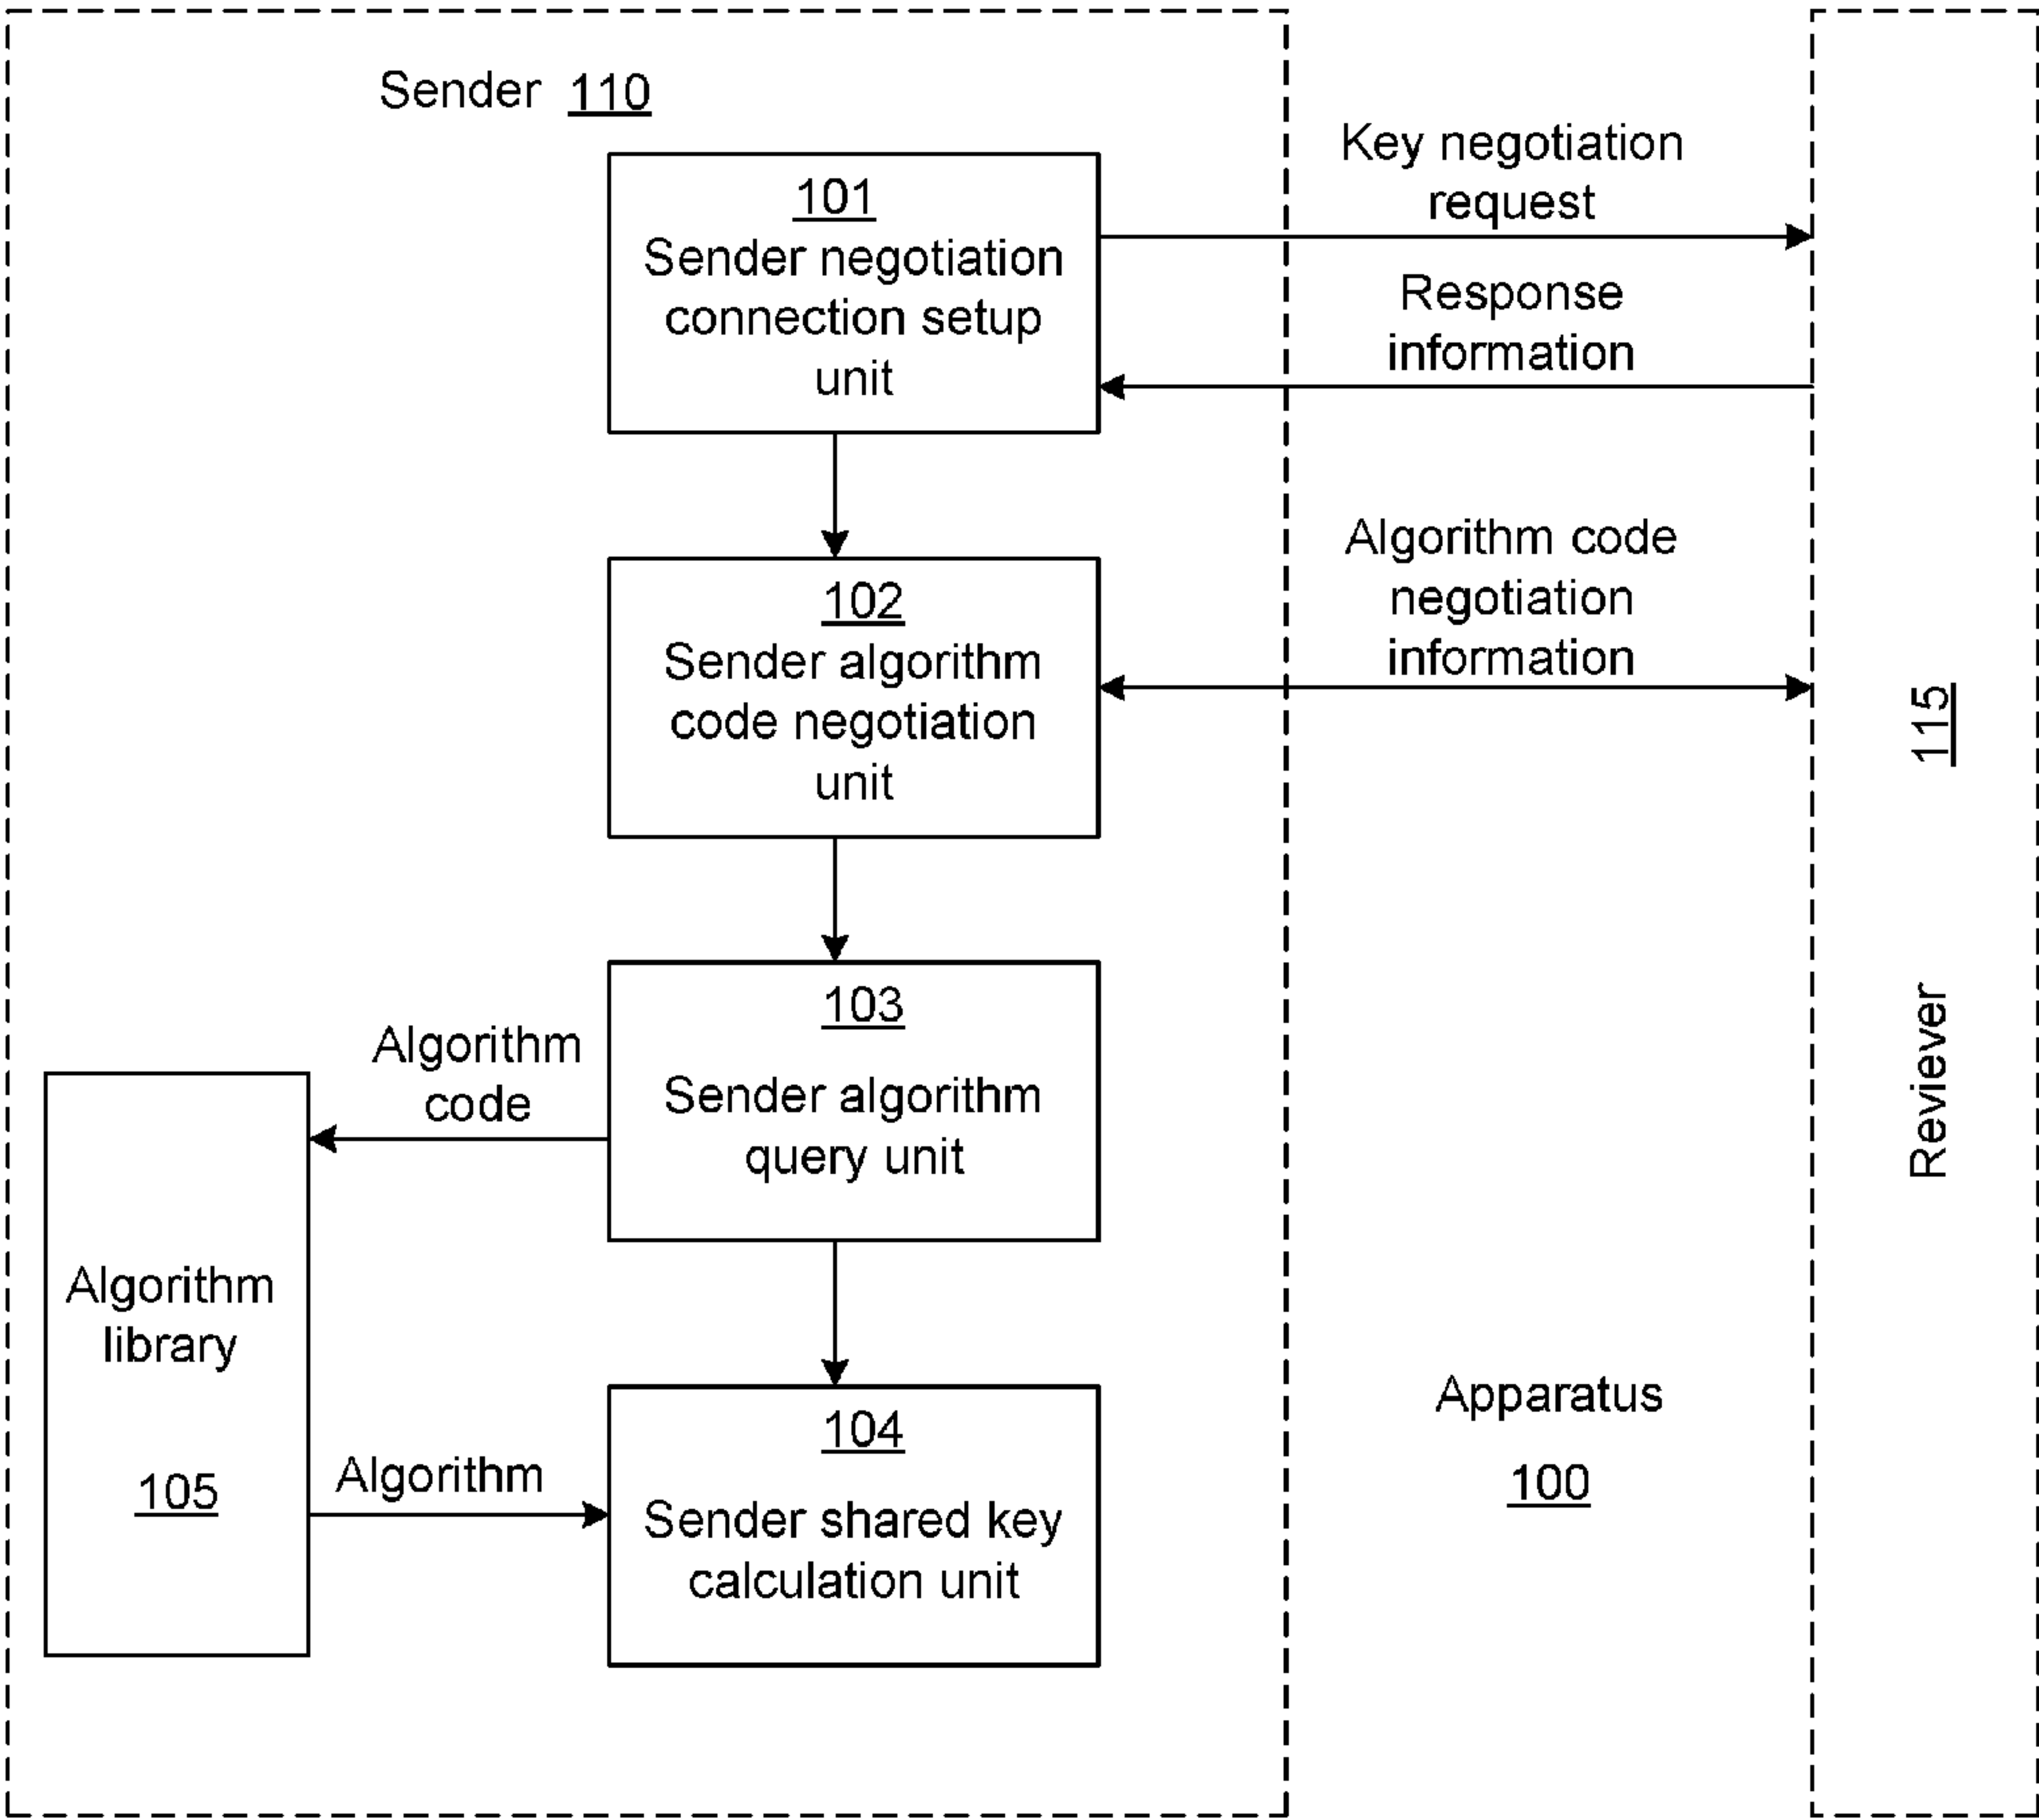 Sender 110
101
Sender negotiation
connection setup
unit
Key negotiation
request
Response
information
102
Sender algorithm
code negotiation
unit
Algorithm code
negotiation
information
103
Sender algorithm
query unit
Algorithm
code
Algorithm
library
105
Algorithm
104
Sender shared key
calculation unit
Apparatus
100
Reviever 115